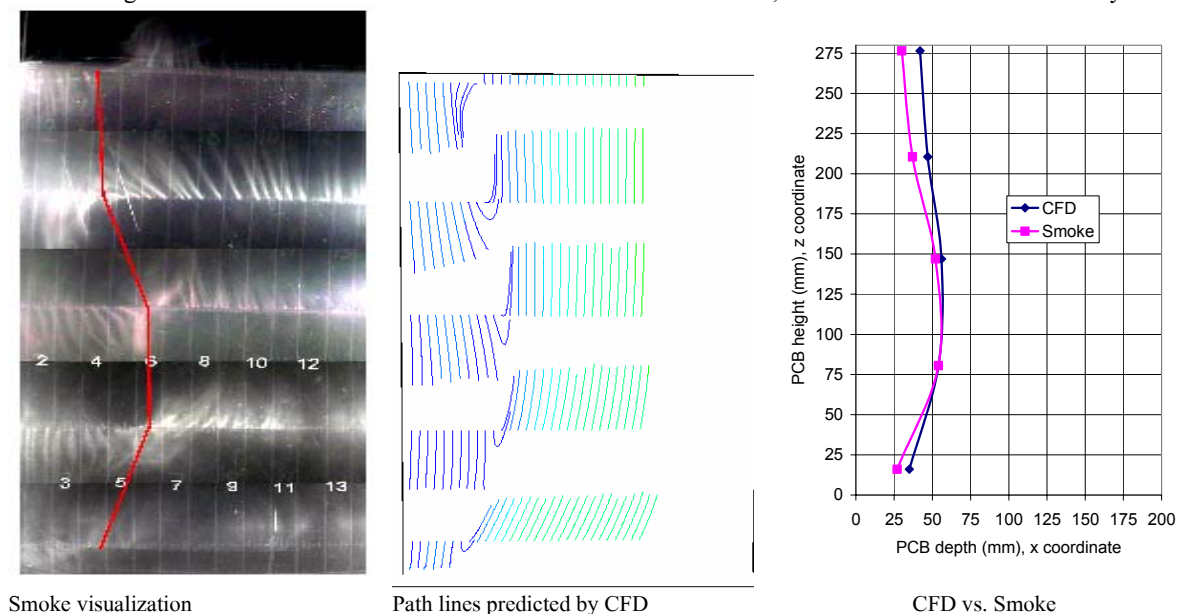 2 4 6 8 10 12
3 5 7 9 11 13
Smoke visualization
Path lines predicted by CFD
275
250
225
200
175
150
125
100
75
50
25
0
0 25 50 75 100 125 150 175 200
PCB height (mm), z coordinate
PCB depth (mm), x coordinate
CFD
Smoke
CFD vs. Smoke